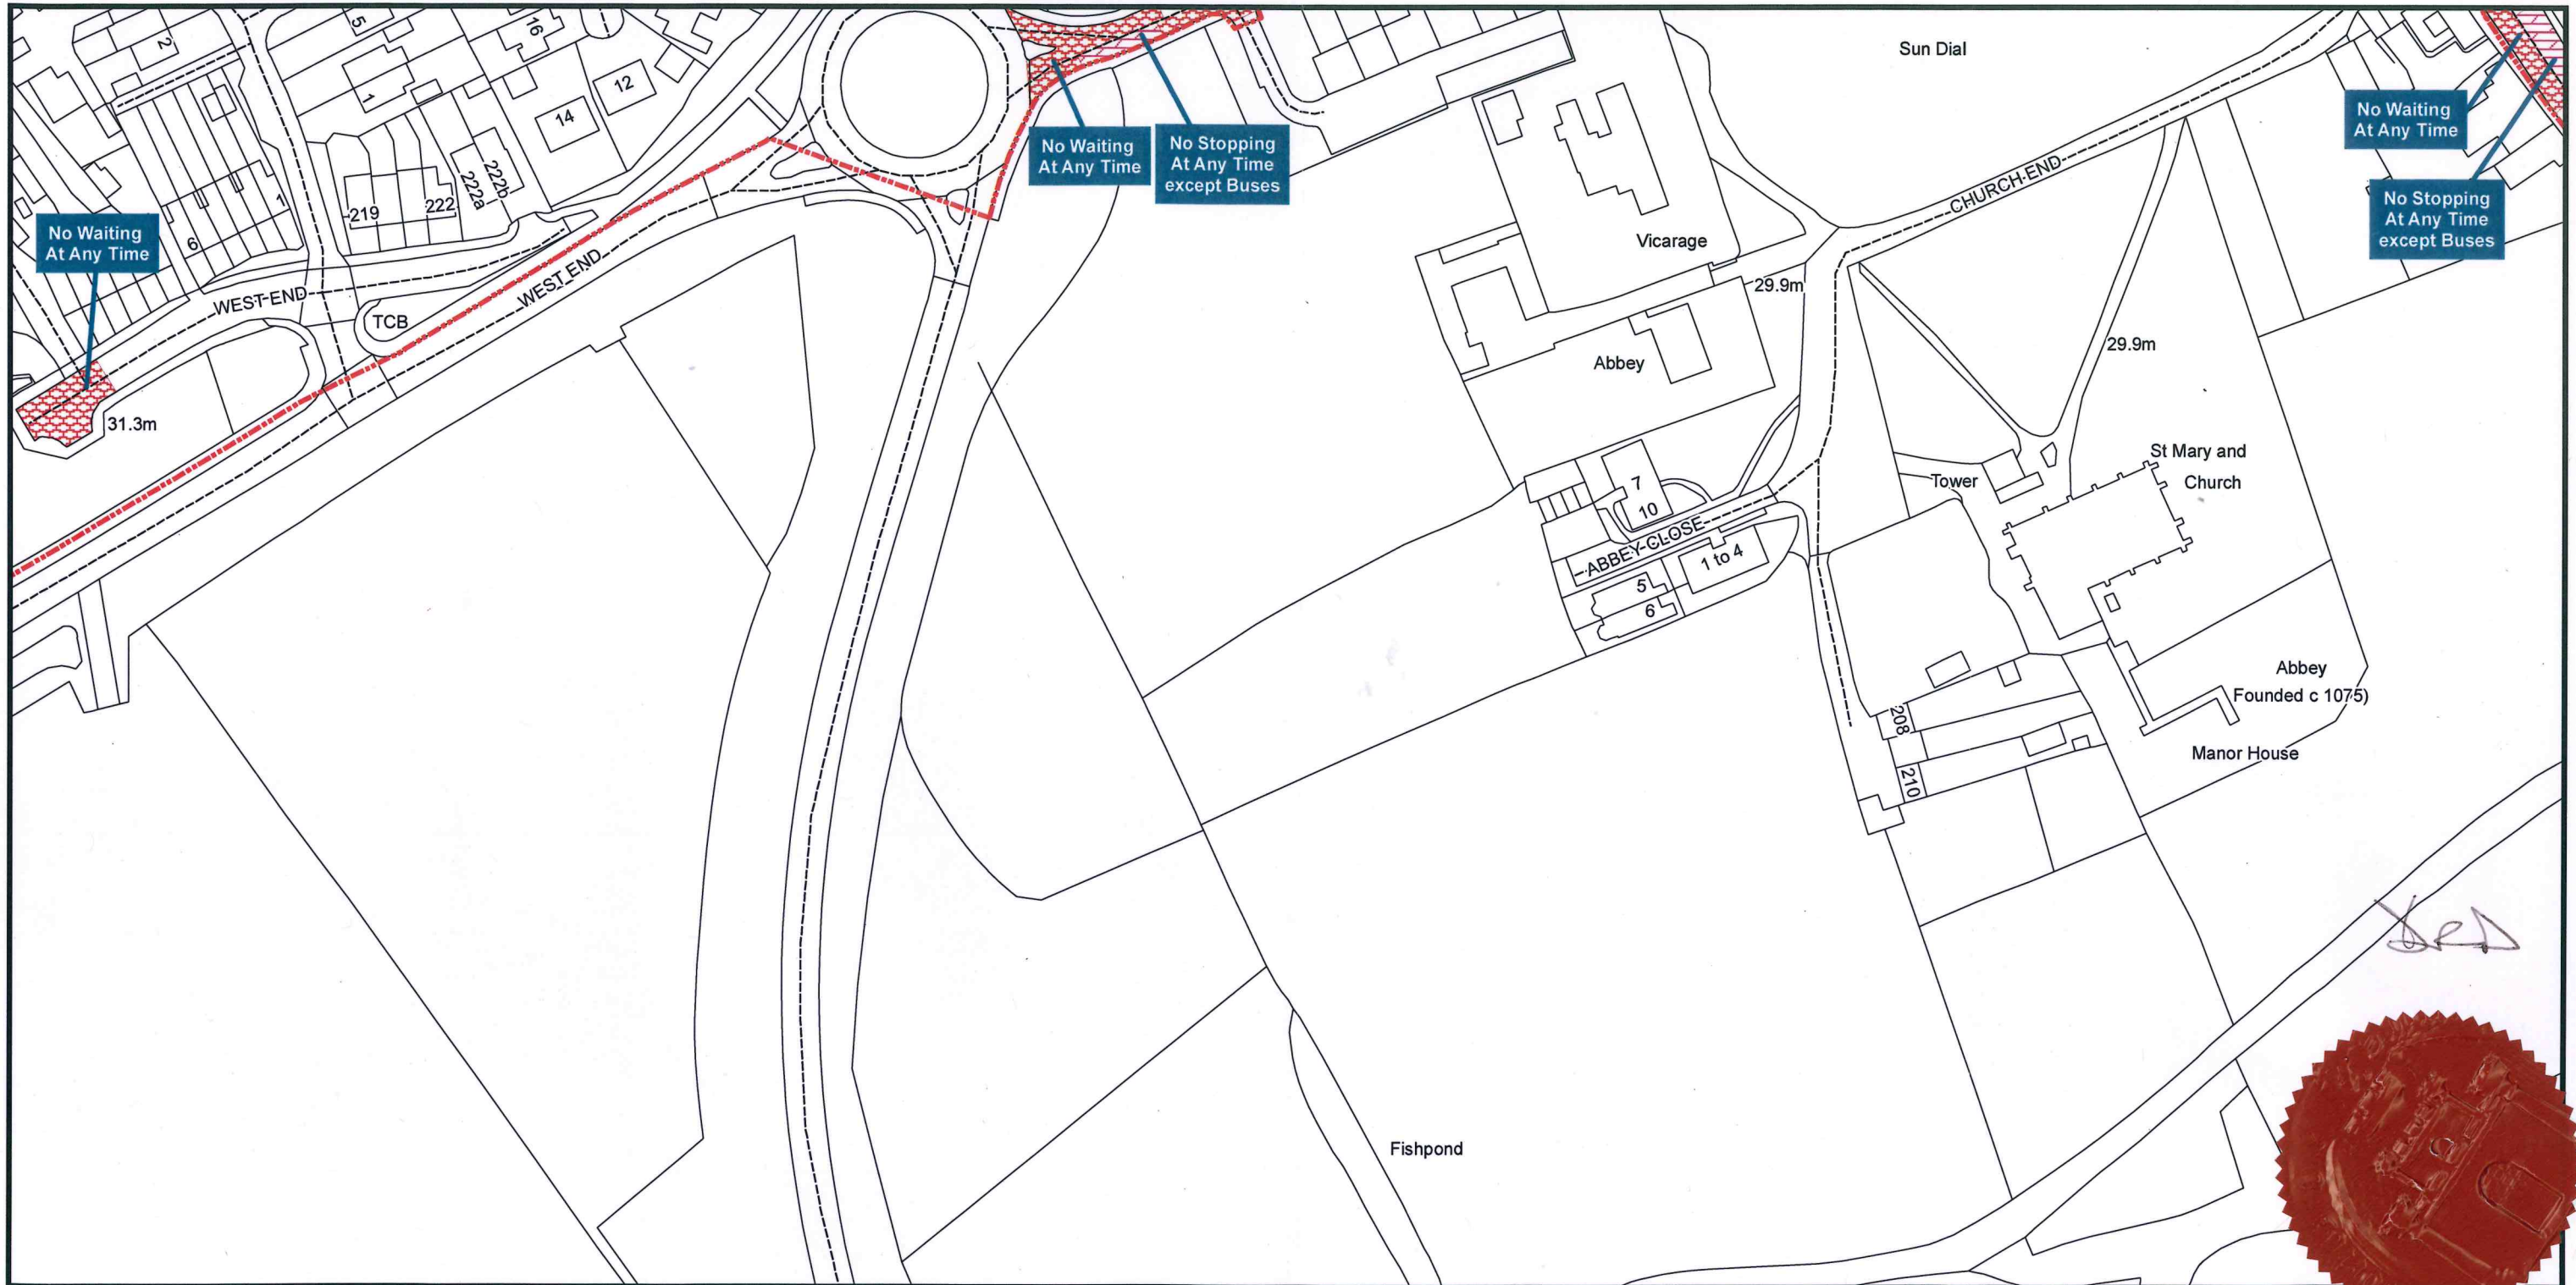 5
2
16
1
12
14
Sun Dial
No Waiting
At Any Time
No Stopping
At Any Time
except Buses
No Waiting
At Any Time
No Stopping
At Any Time
except Buses
CHURCH END
222b
222a
222
219
1
6
No Waiting
At Any Time
WEST END
WEST END
TCB
31.3m
Vicarage
29.9m
29.9m
Abbey
St Mary and
Church
Tower
7
10
ABBEY CLOSE
1 to 4
5
6
Abbey
Founded c 1075)
208
Manor House
210
Fishpond